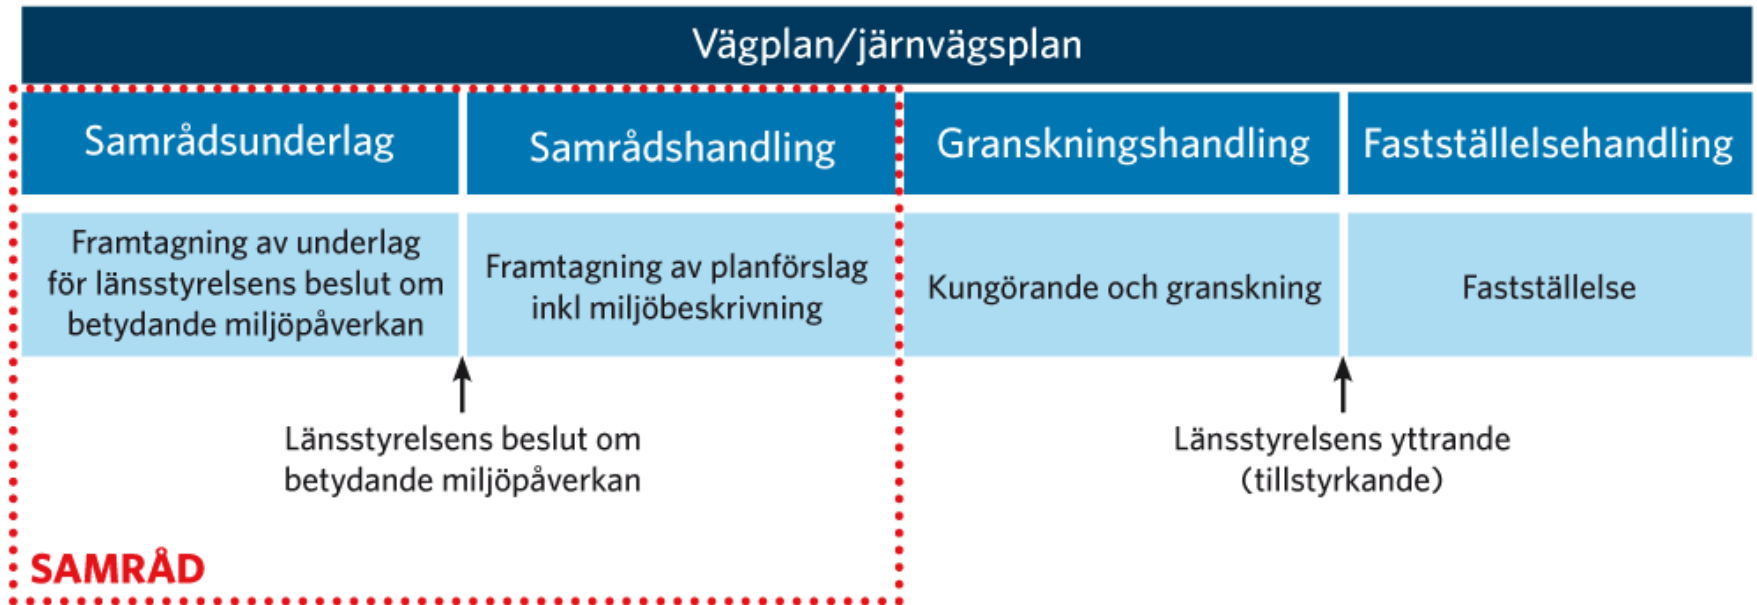 Vägplan/järnvägsplan
Samrådsunderlag
Samrådshandling
Granskningshandling
Fastställelsehandling
Framtagning av underlag
för länsstyrelsens beslut om
betydande miljöpåverkan
Framtagning av planförslag
inkl miljöbeskrivning
Kungörande och granskning
Fastställelse
Länsstyrelsens beslut om
betydande miljöpåverkan
Länsstyrelsens yttrande
(tillstyrkande)
SAMRÅD